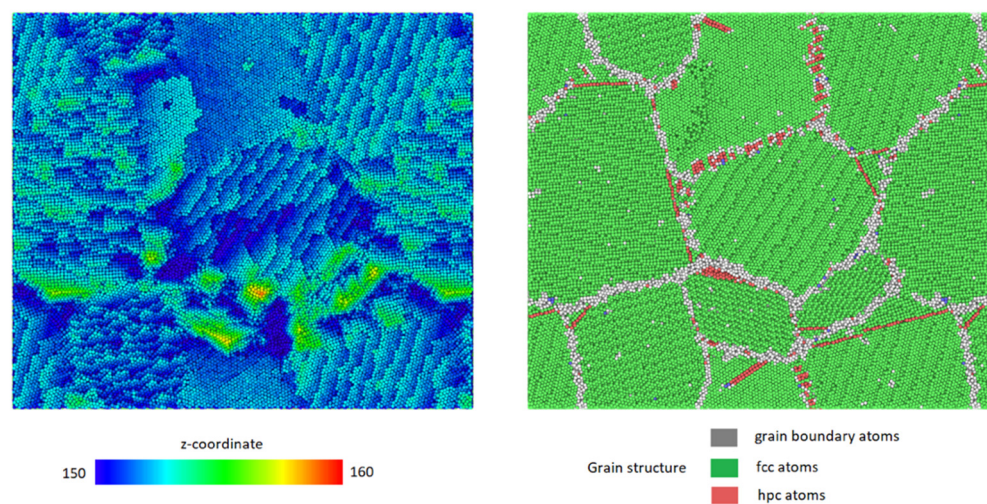 z-coordinate
150
160
Grain structure
grain boundary atoms
fcc atoms
hpc atoms